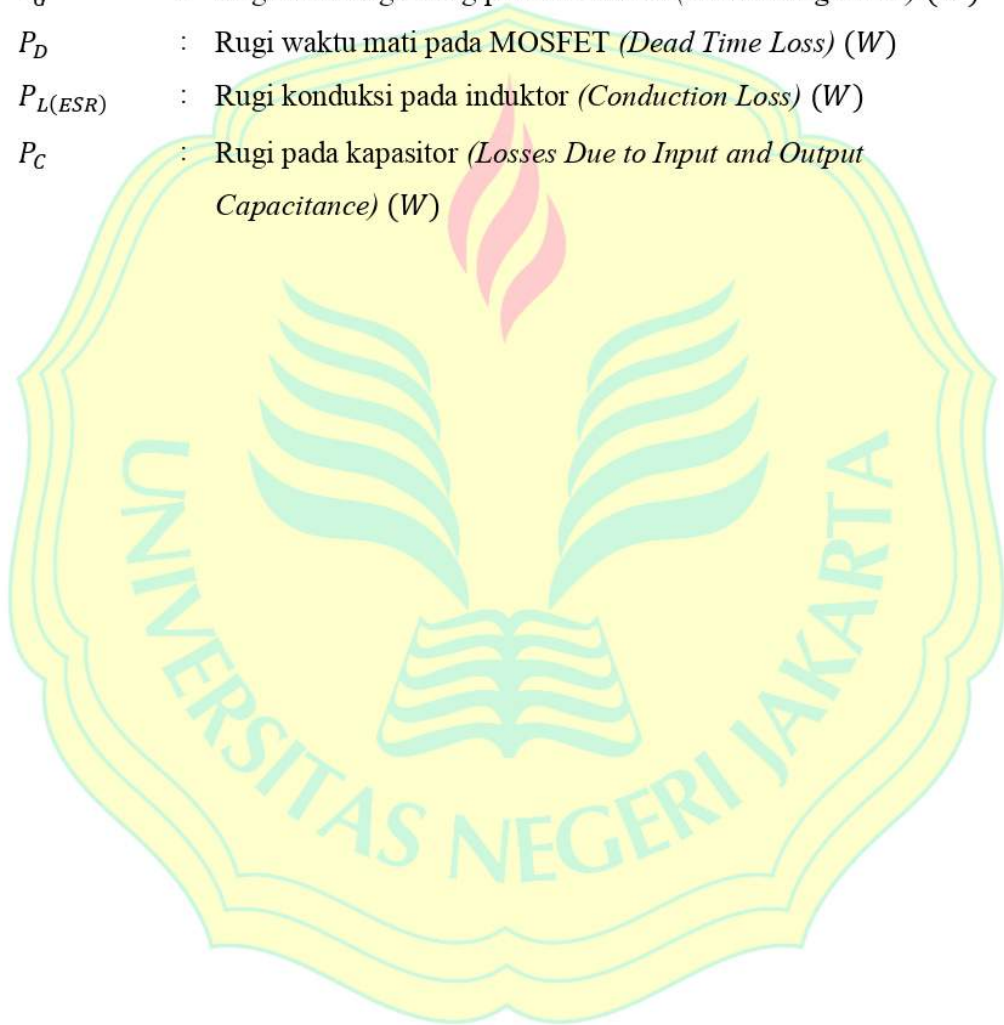 P_D : Rugi waktu mati pada MOSFET (Dead Time Loss) (W)
P_{L(ESR)} : Rugi konduksi pada induktor (Conduction Loss) (W)
P_C : Rugi pada kapasitor (Losses Due to Input and Output
Capacitance) (W)
UNIVERSITAS NEGERI JAKARTA